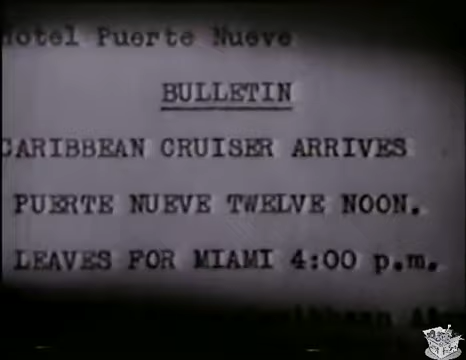 Hotel Puerte Nueve
BULLETIN
CARIBBEAN CRUISER ARRIVES
PUERTE NUEVE TWELVE NOON.
LEAVES FOR MIAMI 4:00 p.m.